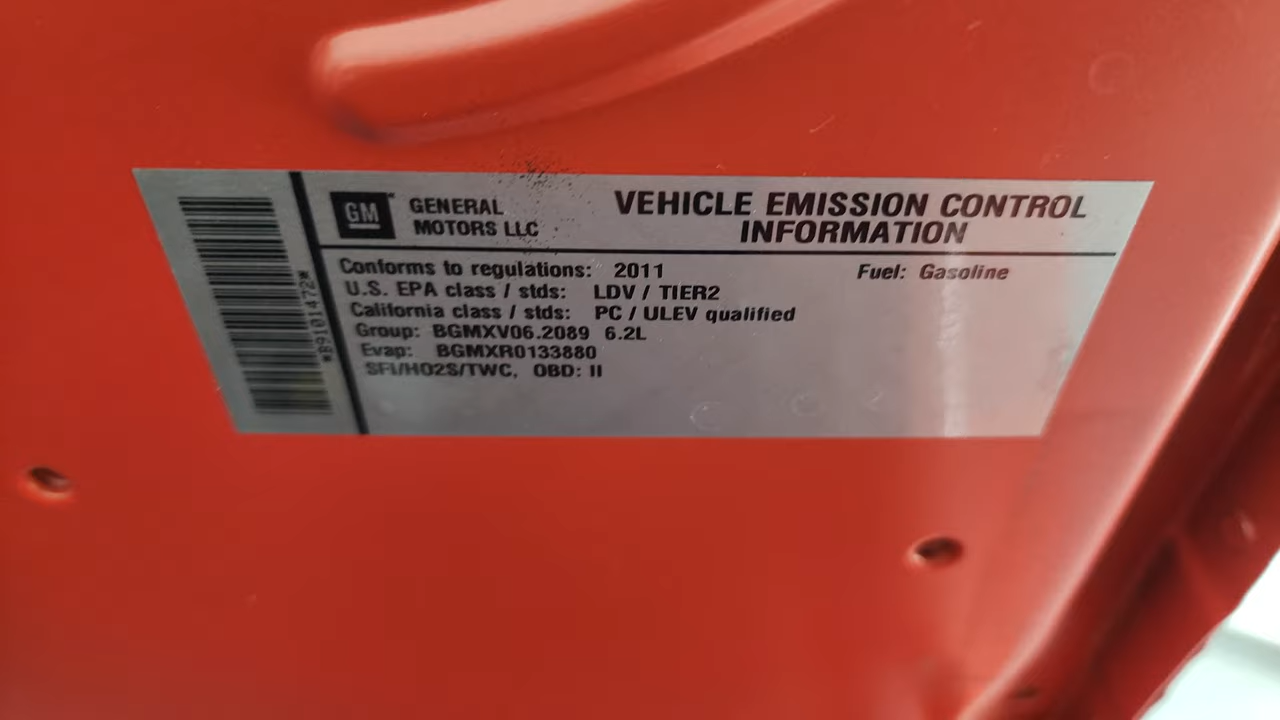 GM GENERAL MOTORS LLC
VEHICLE EMISSION CONTROL
INFORMATION
Conforms to regulations: 2011 Fuel: Gasoline
U.S. EPA class / stds: LDV / TIER2
California class / stds: PC / ULEV qualified
Group: BGMXV06.2089 6.2L
Evap: BGMXR0133880
SFI/HO2S/TWC, OBD: II
*B9101472*